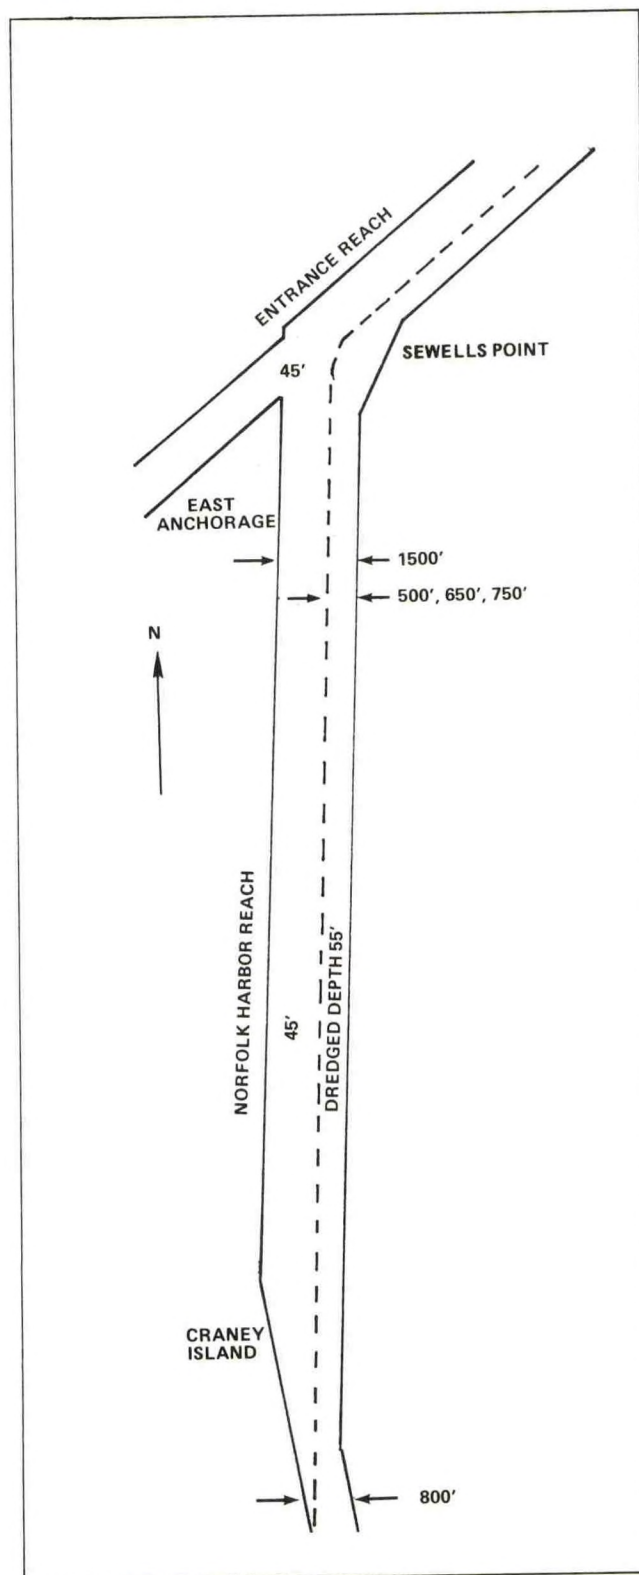 ENTRANCE REACH
SEWELLS POINT
45′
EAST
ANCHORAGE
1500′
500′, 650′, 750′
N
NORFOLK HARBOR REACH
45′
DREDGED DEPTH 55′
CRANEY
ISLAND
800′